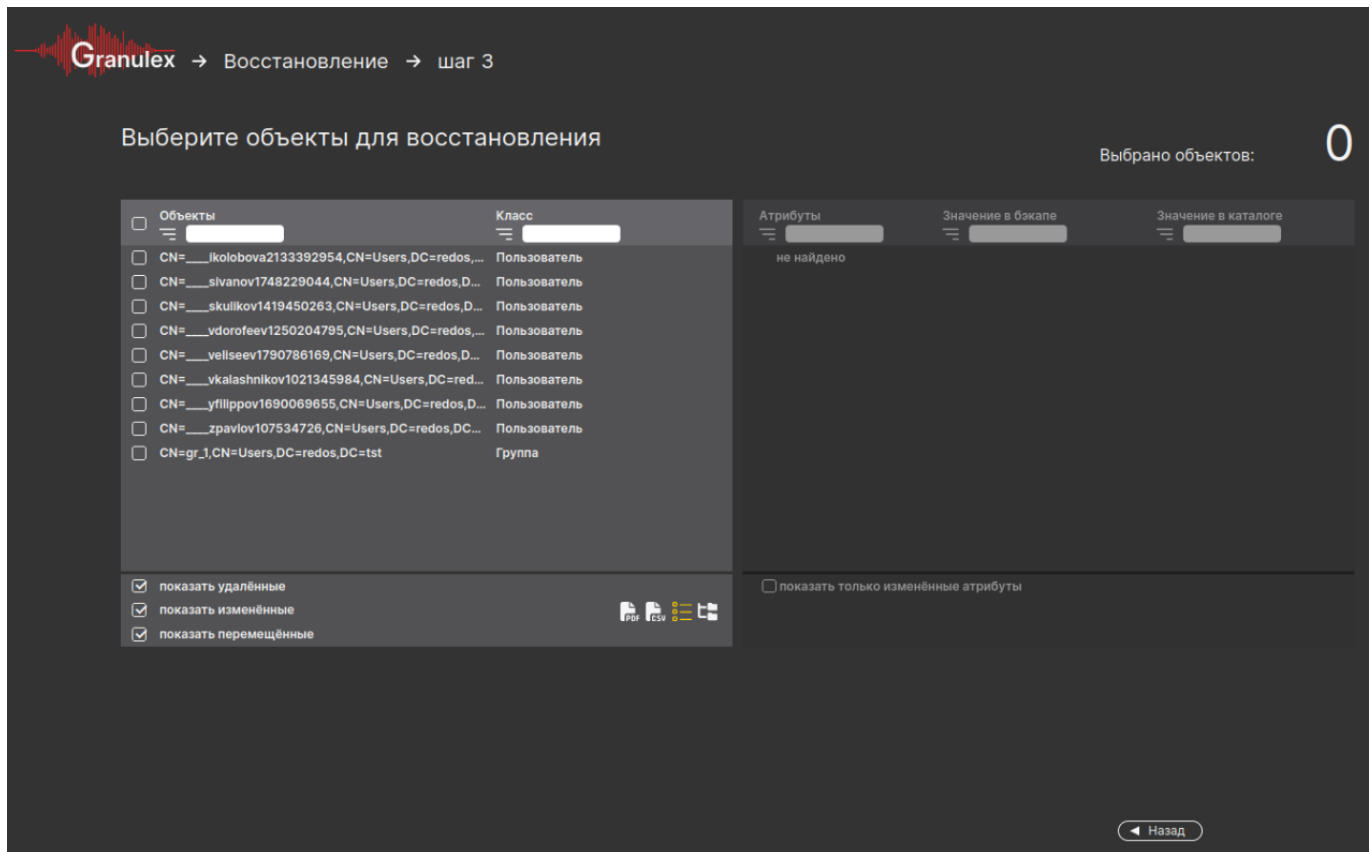 Granulex → Восстановление → шаг 3
Выберите объекты для восстановления
Выбрано объектов: 0
Объекты Класс
CN=____ikolobova2133392954,CN=Users,DC=redos,... Пользователь
CN=____sivanov1748229044,CN=Users,DC=redos,D... Пользователь
CN=____skulikov1419450263,CN=Users,DC=redos,D... Пользователь
CN=____vdorofeev1250204795,CN=Users,DC=redos,... Пользователь
CN=____veliseev1790786169,CN=Users,DC=redos,D... Пользователь
CN=____vkalashnikov1021345984,CN=Users,DC=red... Пользователь
CN=____yfilippov1690069655,CN=Users,DC=redos,D... Пользователь
CN=____zpavlov107534726,CN=Users,DC=redos,DC... Пользователь
CN=gr_1,CN=Users,DC=redos,DC=tst Группа
показать удалённые
показать изменённые
показать перемещённые
PDF CSV
Атрибуты Значение в бэкапе Значение в каталоге
не найдено
показать только изменённые атрибуты
Назад